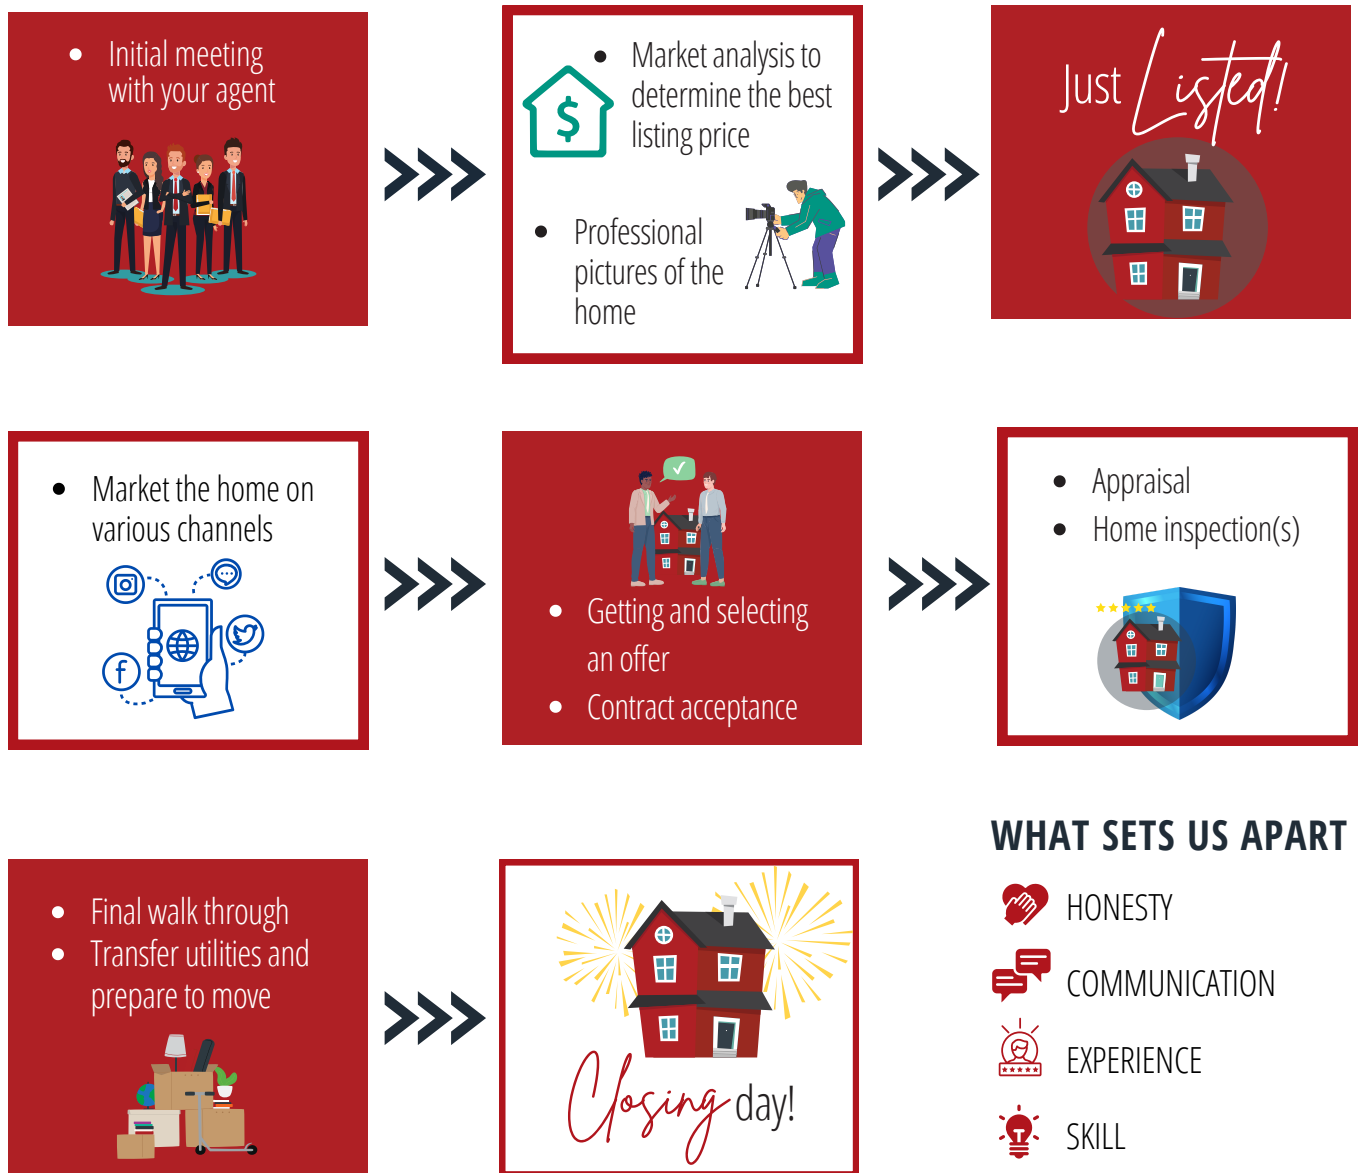 Initial meeting
with your agent
Market analysis to
determine the best
listing price
Professional
pictures of the
home
$
Just Listed!
Market the home on
various channels
f
Getting and selecting
an offer
Contract acceptance
Appraisal
Home inspection(s)
Final walk through
Transfer utilities and
prepare to move
Closing day!
WHAT SETS US APART
HONESTY
COMMUNICATION
EXPERIENCE
SKILL